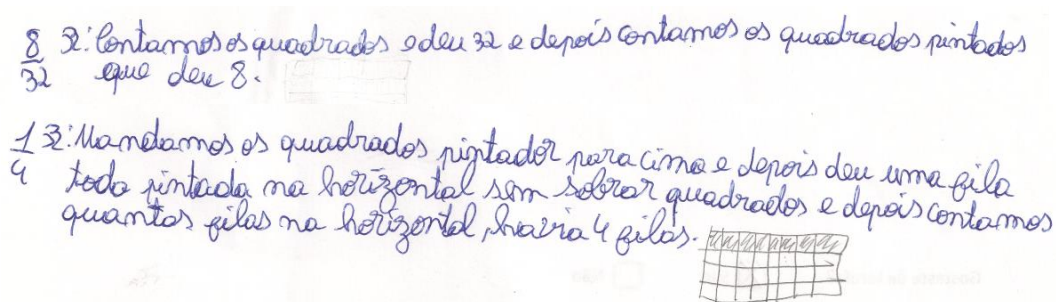 8/32 R: Contamos os quadrados e deu 32 e depois contamos os quadrados pintados
que deu 8.
1/4 R: Mandamos os quadrados pintador para cima e depois deu uma fila
toda pintada na horizontal sem sobrar quadrados e depois contamos
quantas filas na horizontal, havia 4 filas.